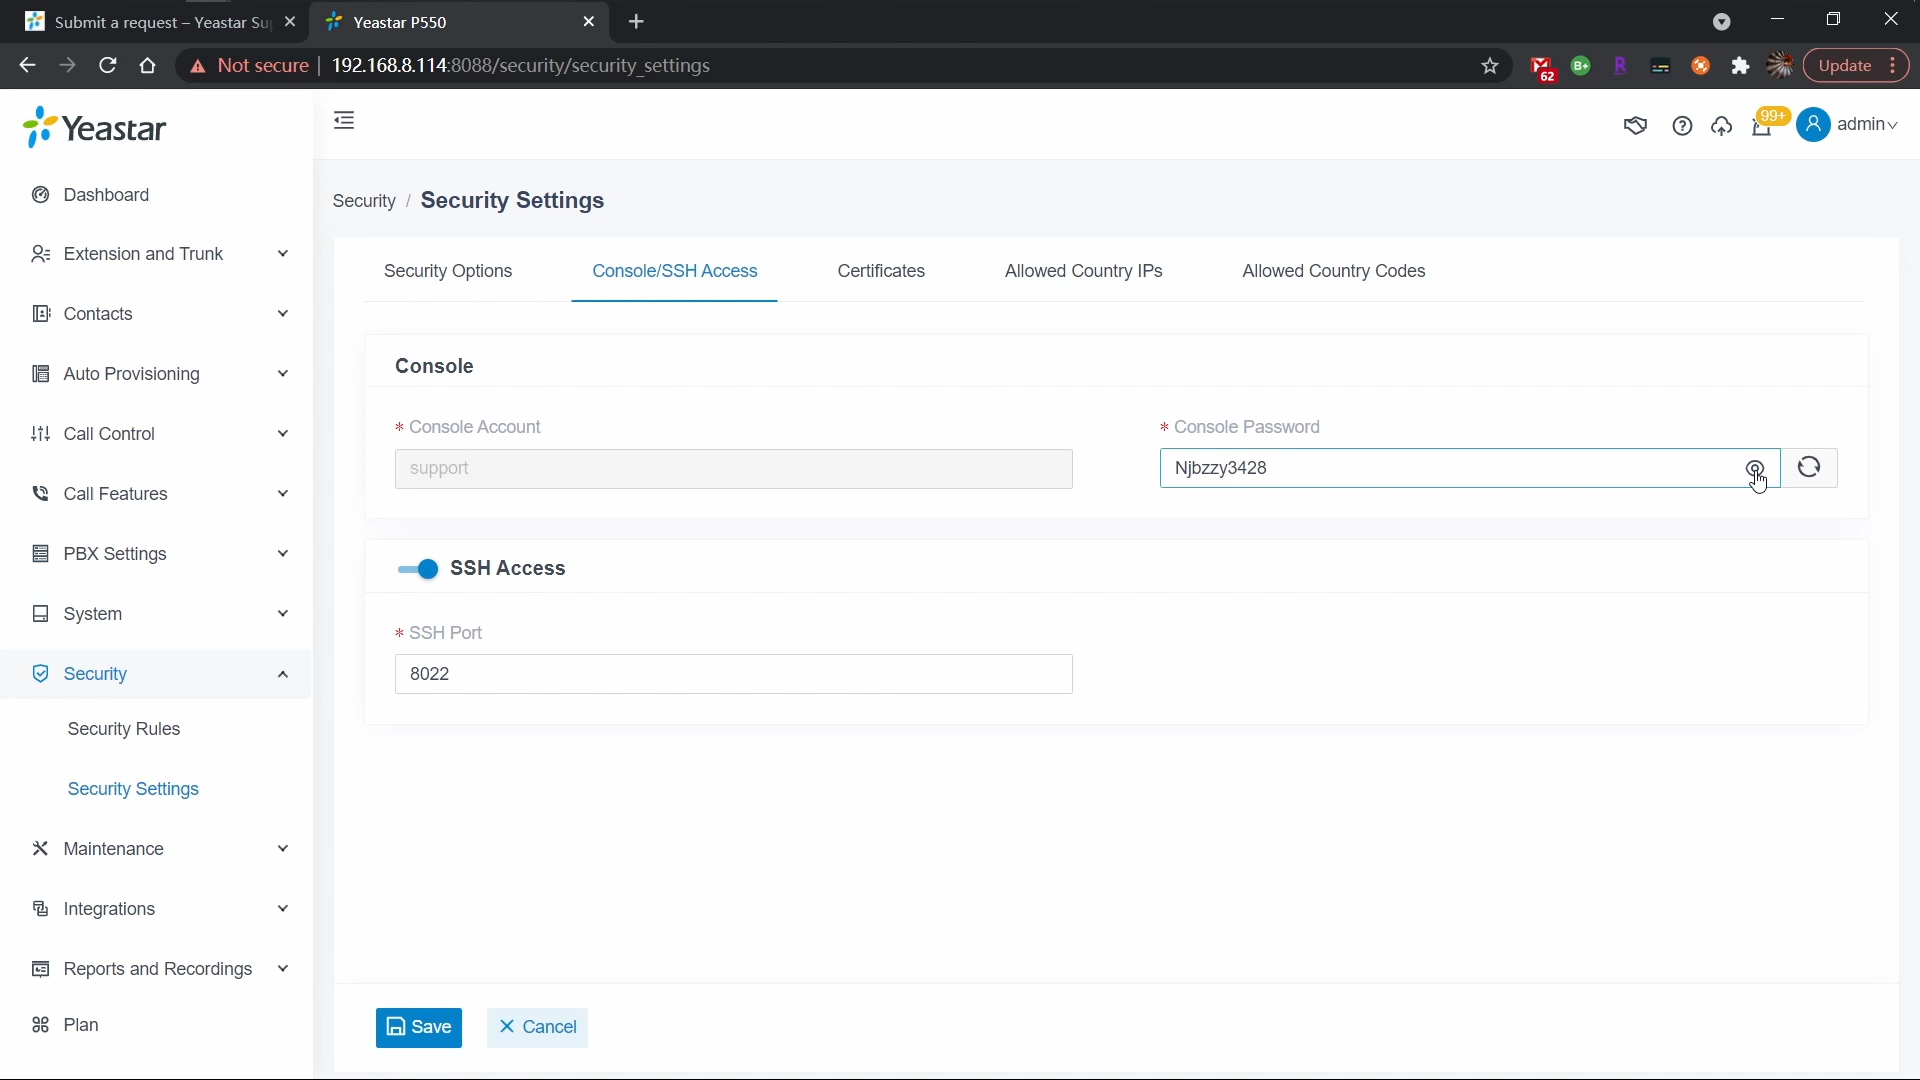 Submit a request – Yeastar Su
Yeastar P550
Not secure | 192.168.8.114:8088/security/security_settings
62
B+
R
Update
Yeastar
99+
admin
Dashboard
Extension and Trunk
Contacts
Auto Provisioning
Call Control
Call Features
PBX Settings
System
Security
Security Rules
Security Settings
Maintenance
Integrations
Reports and Recordings
Plan
Security / Security Settings
Security Options
Console/SSH Access
Certificates
Allowed Country IPs
Allowed Country Codes
Console
* Console Account
* Console Password
support
Njbzzy3428
SSH Access
* SSH Port
8022
Save
Cancel